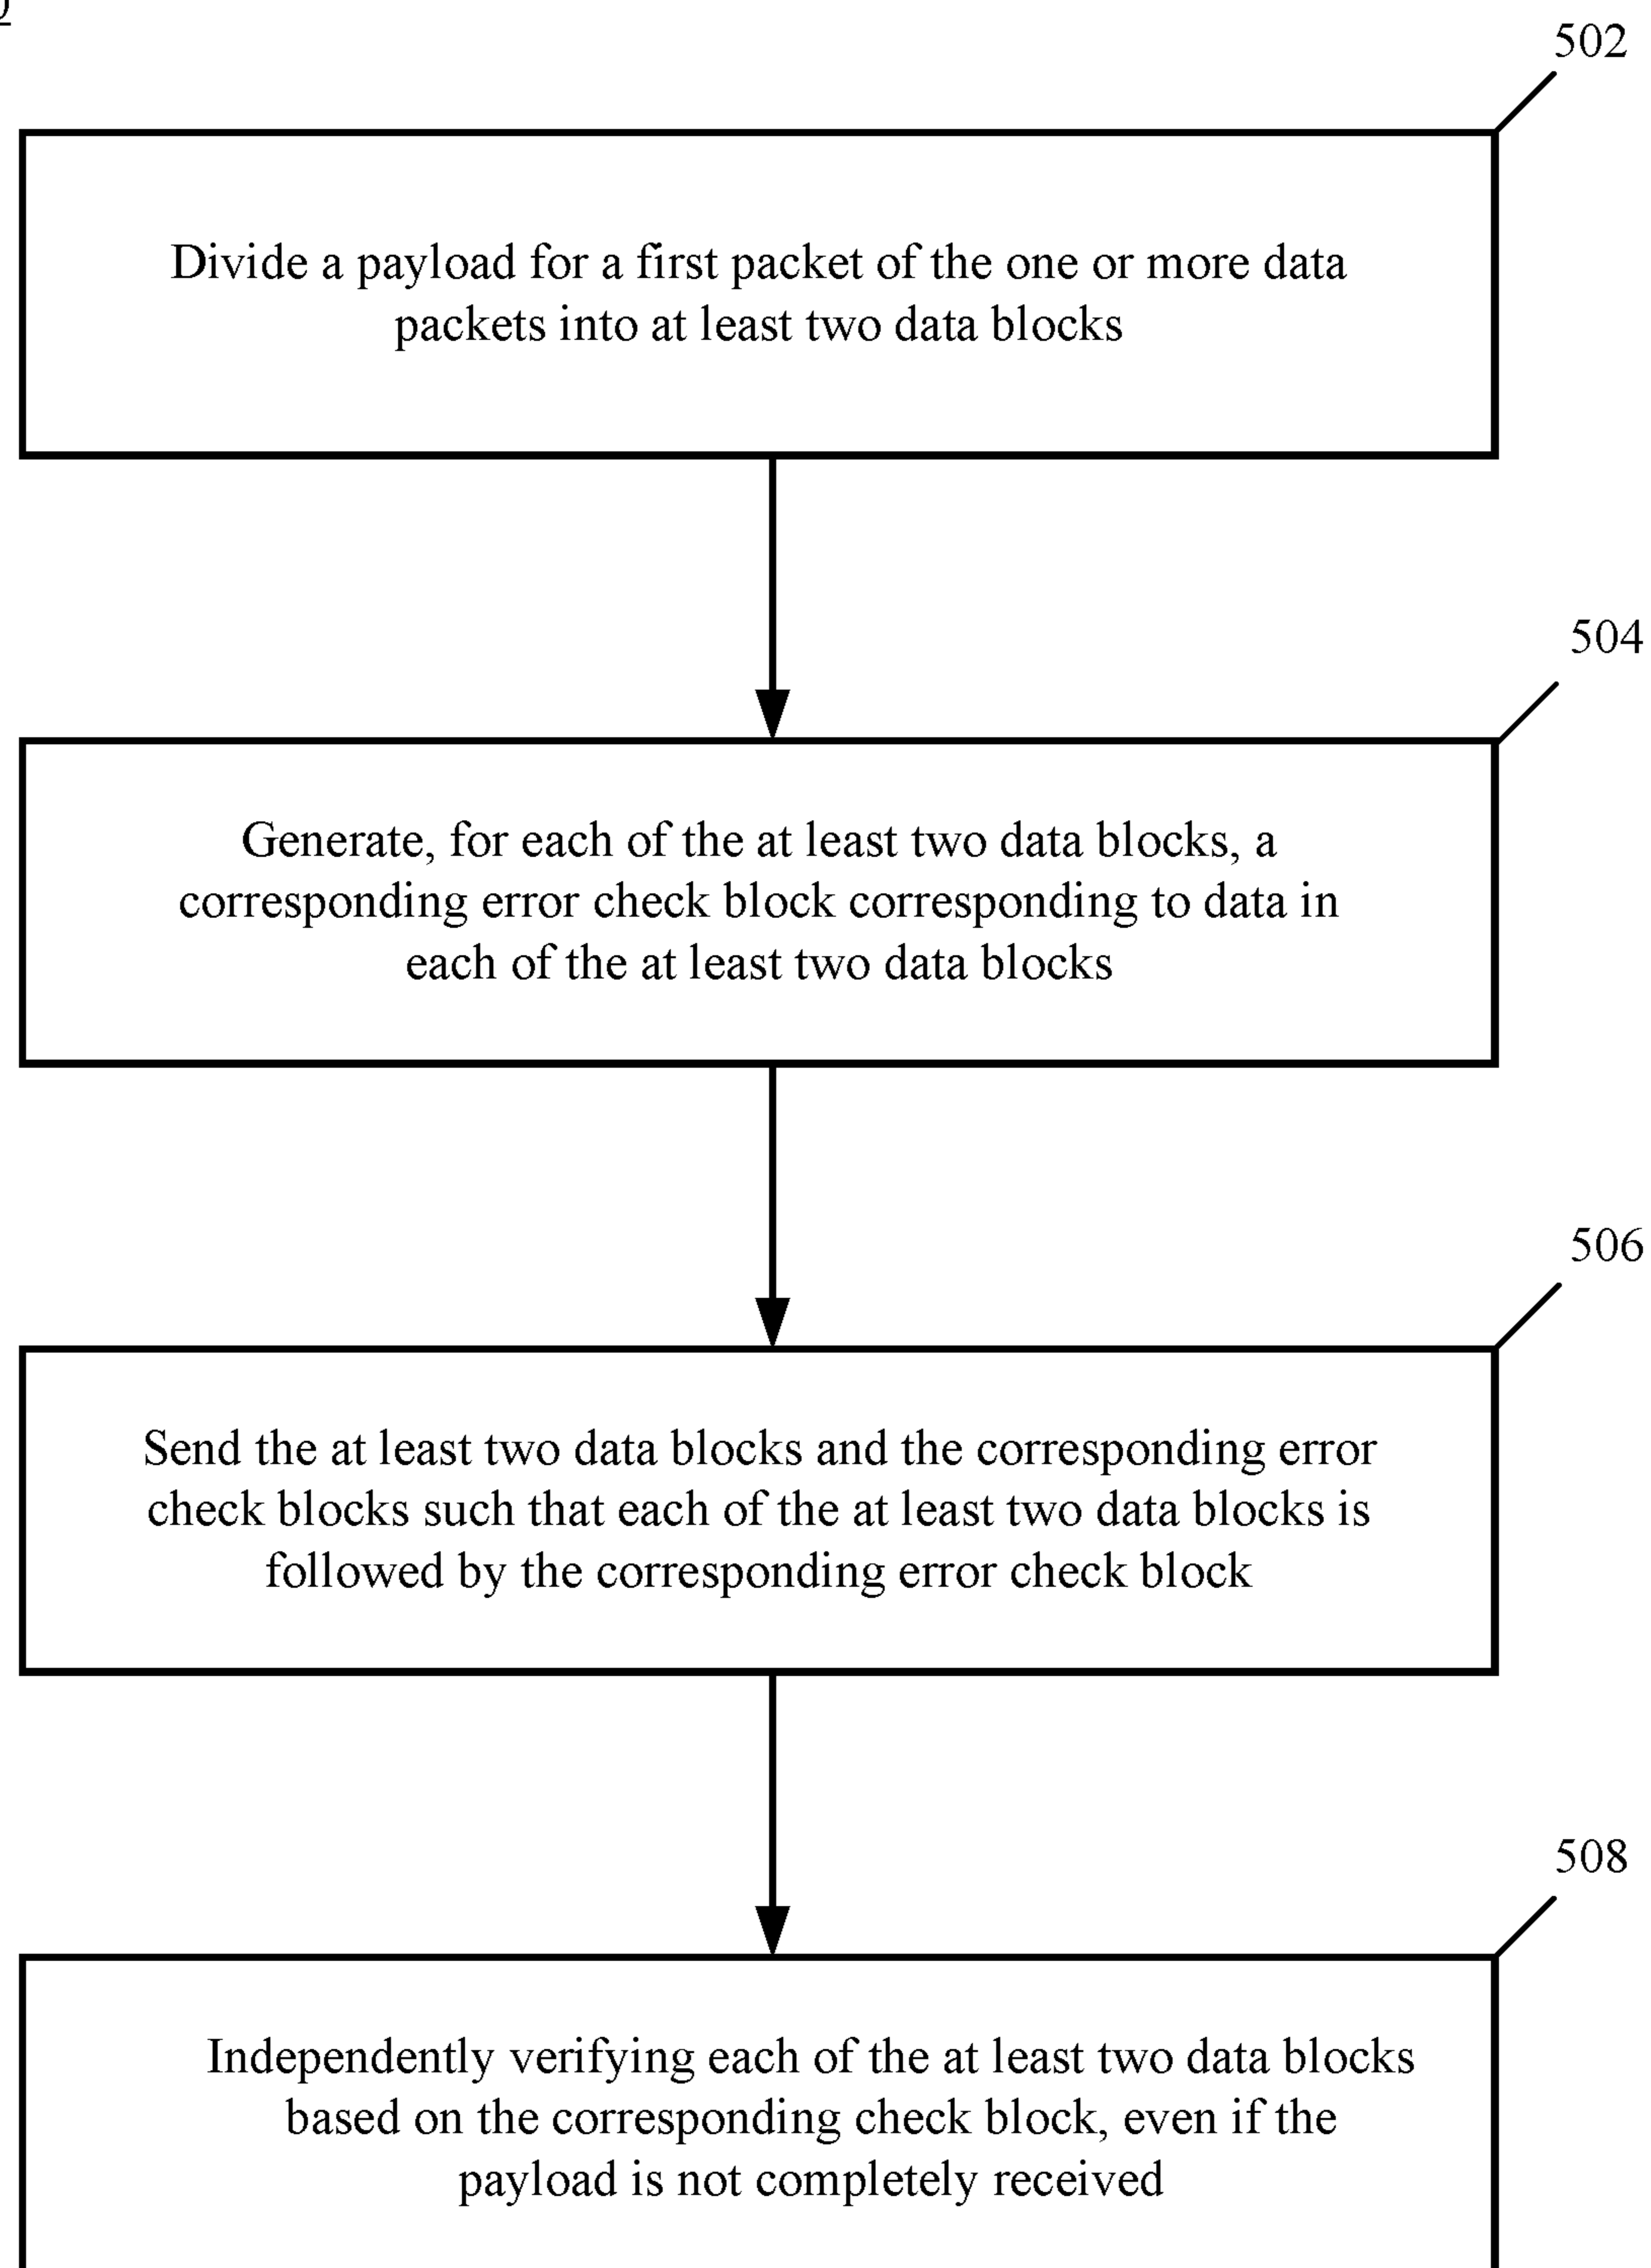 502
Divide a payload for a first packet of the one or more data
packets into at least two data blocks
504
Generate, for each of the at least two data blocks, a
corresponding error check block corresponding to data in
each of the at least two data blocks
506
Send the at least two data blocks and the corresponding error
check blocks such that each of the at least two data blocks is
followed by the corresponding error check block
508
Independently verifying each of the at least two data blocks
based on the corresponding check block, even if the
payload is not completely received